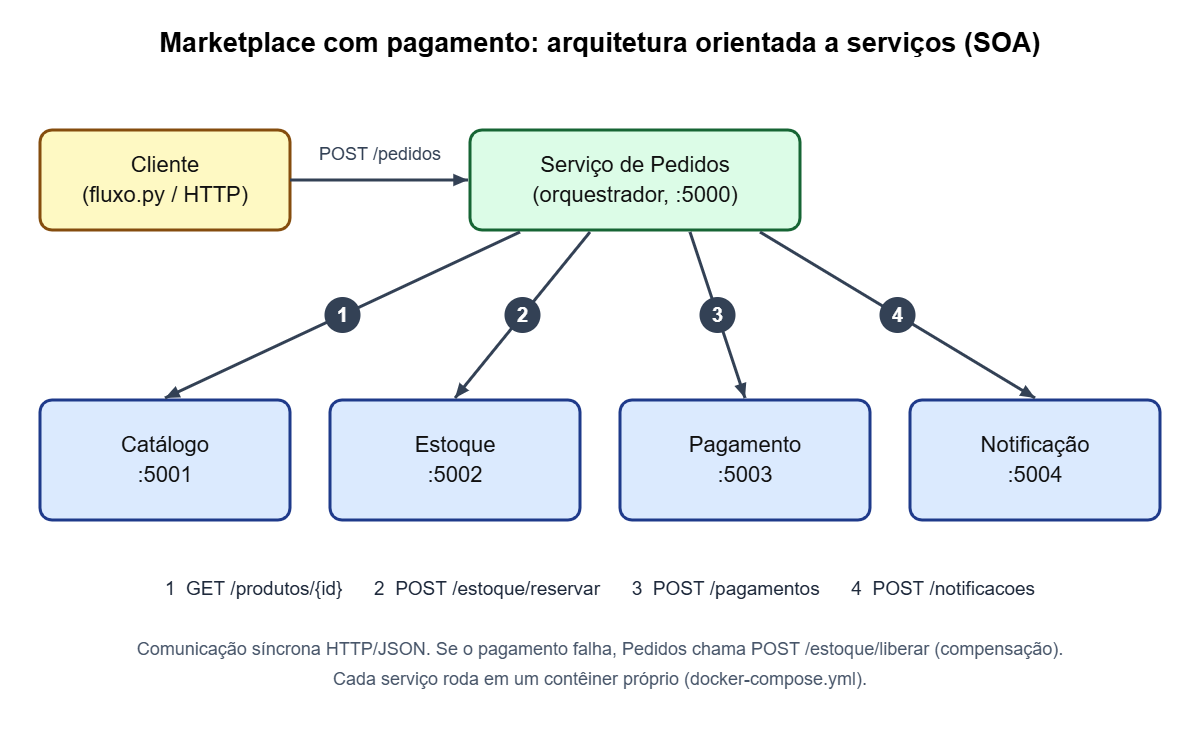 Marketplace com pagamento: arquitetura orientada a serviços (SOA)
Cliente
(fluxo.py / HTTP)
POST /pedidos
Serviço de Pedidos
(orquestrador, :5000)
1
2
3
4
Catálogo
:5001
Estoque
:5002
Pagamento
:5003
Notificação
:5004
1 GET /produtos/{id} 2 POST /estoque/reservar 3 POST /pagamentos 4 POST /notificacoes
Comunicação síncrona HTTP/JSON. Se o pagamento falha, Pedidos chama POST /estoque/liberar (compensação).
Cada serviço roda em um contêiner próprio (docker-compose.yml).